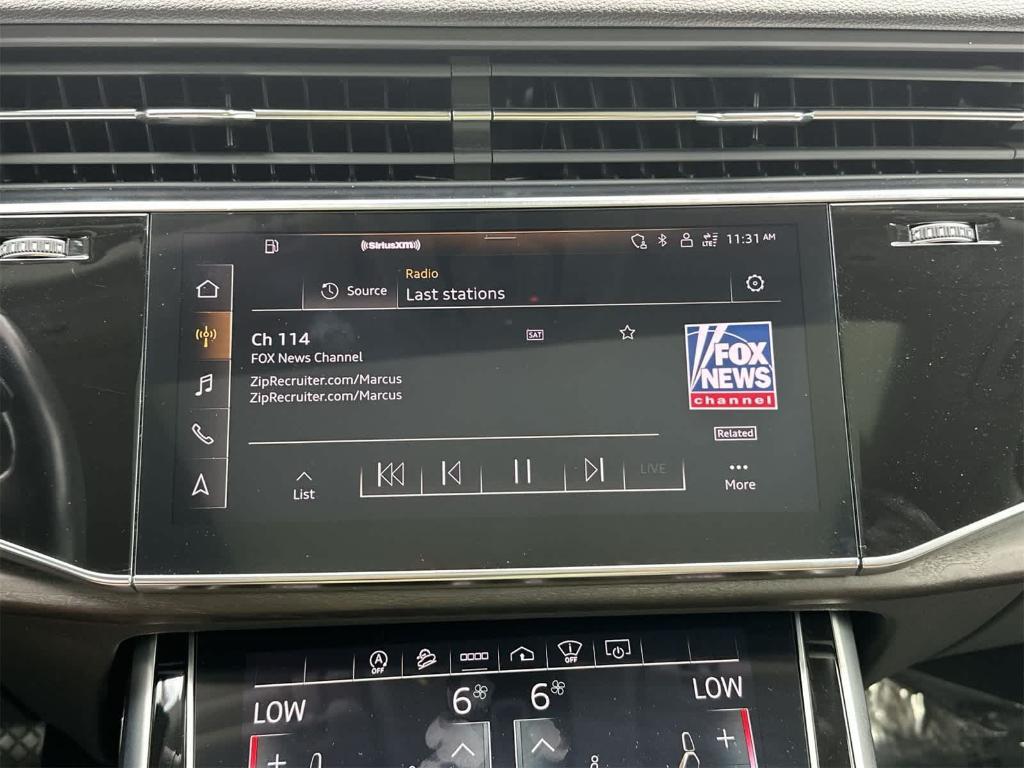 SiriusXM
LTE
11:31 AM
Source
Radio
Last stations
Ch 114
SAT
FOX News Channel
ZipRecruiter.com/Marcus
ZipRecruiter.com/Marcus
FOX
NEWS
channel
Related
List
LIVE
More
A
OFF
OFF
LOW
6
6
LOW
+
+